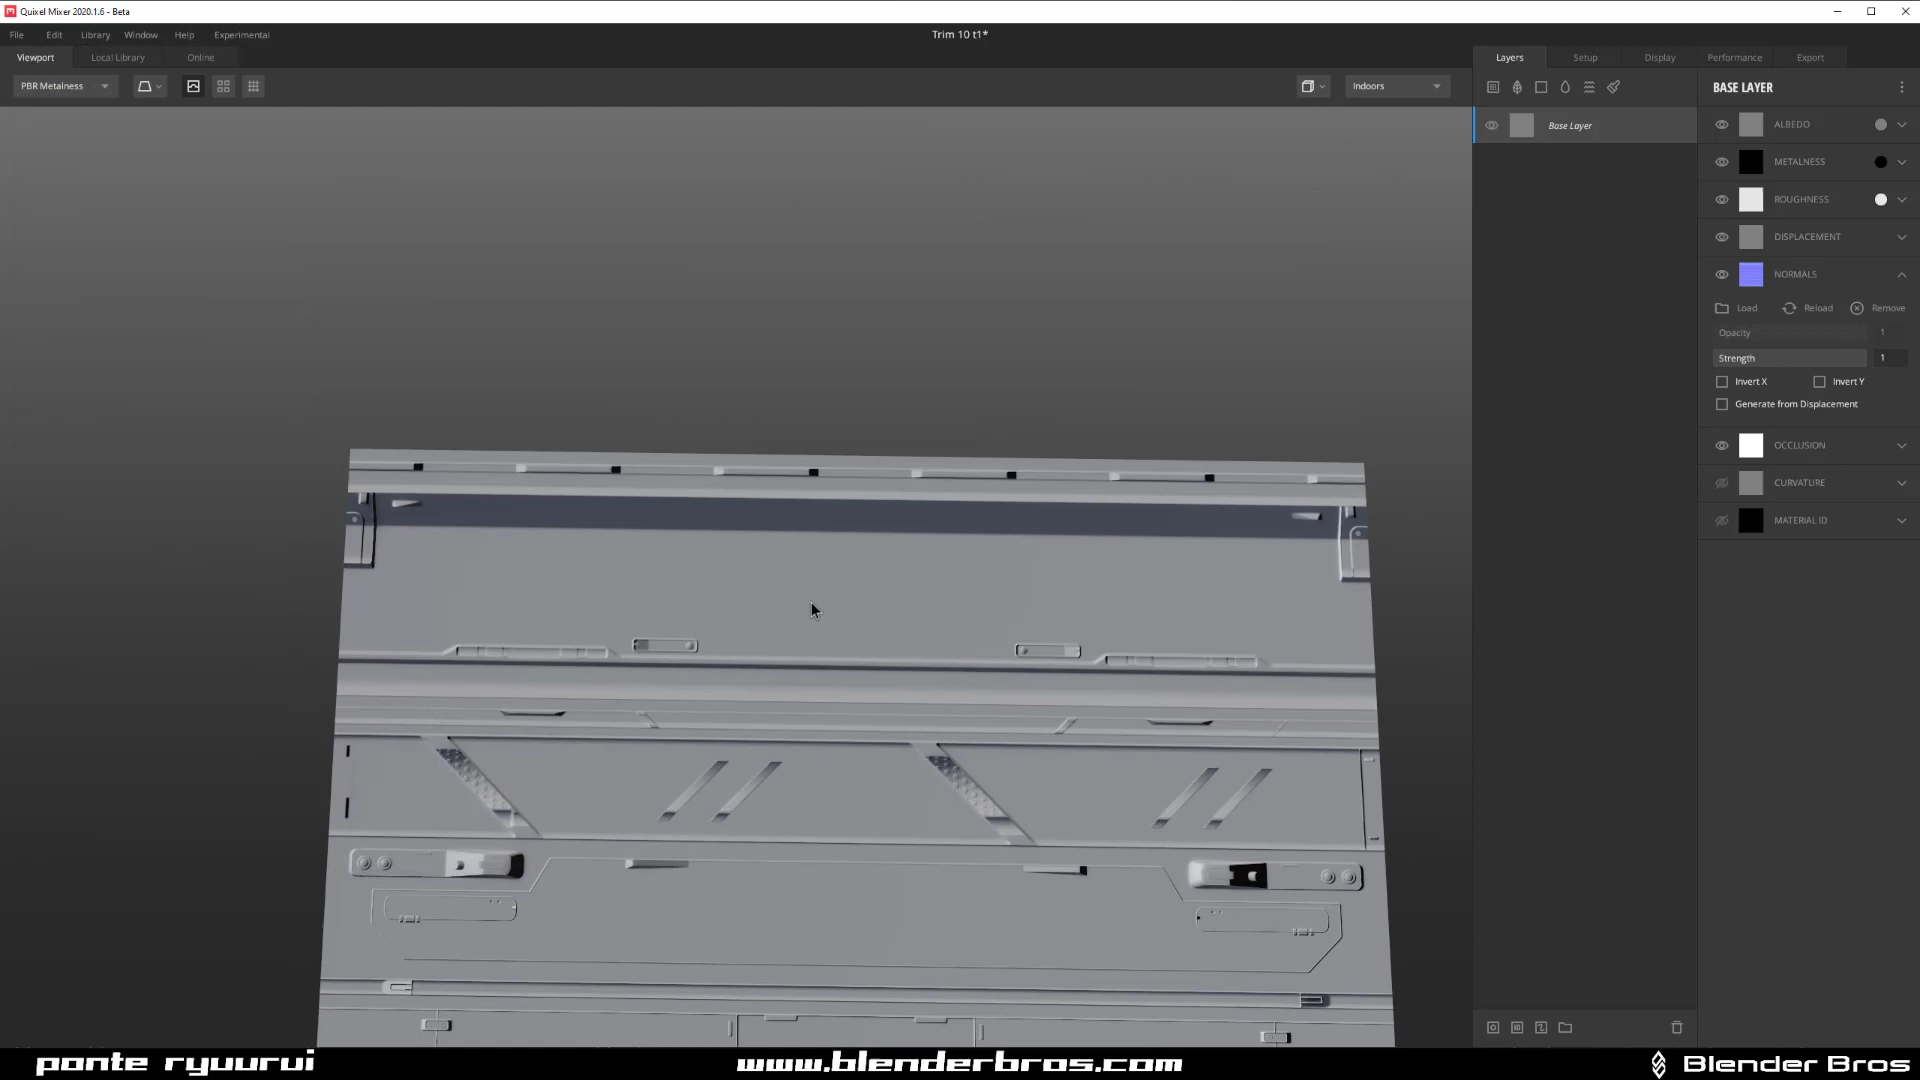 Quixel Mixer 2020.1.6 - Beta
File Edit Library Window Help Experimental
Trim 10 t1*
Viewport Local Library Online
Layers Setup Display Performance Export
PBR Metalness
Indoors
BASE LAYER
Base Layer
ALBEDO
METALNESS
ROUGHNESS
DISPLACEMENT
NORMALS
Load Reload Remove
Opacity 1
Strength 1
Invert X Invert Y
Generate from Displacement
OCCLUSION
CURVATURE
MATERIAL ID
ponte ryuurui
www.blenderbros.com
Blender Bros